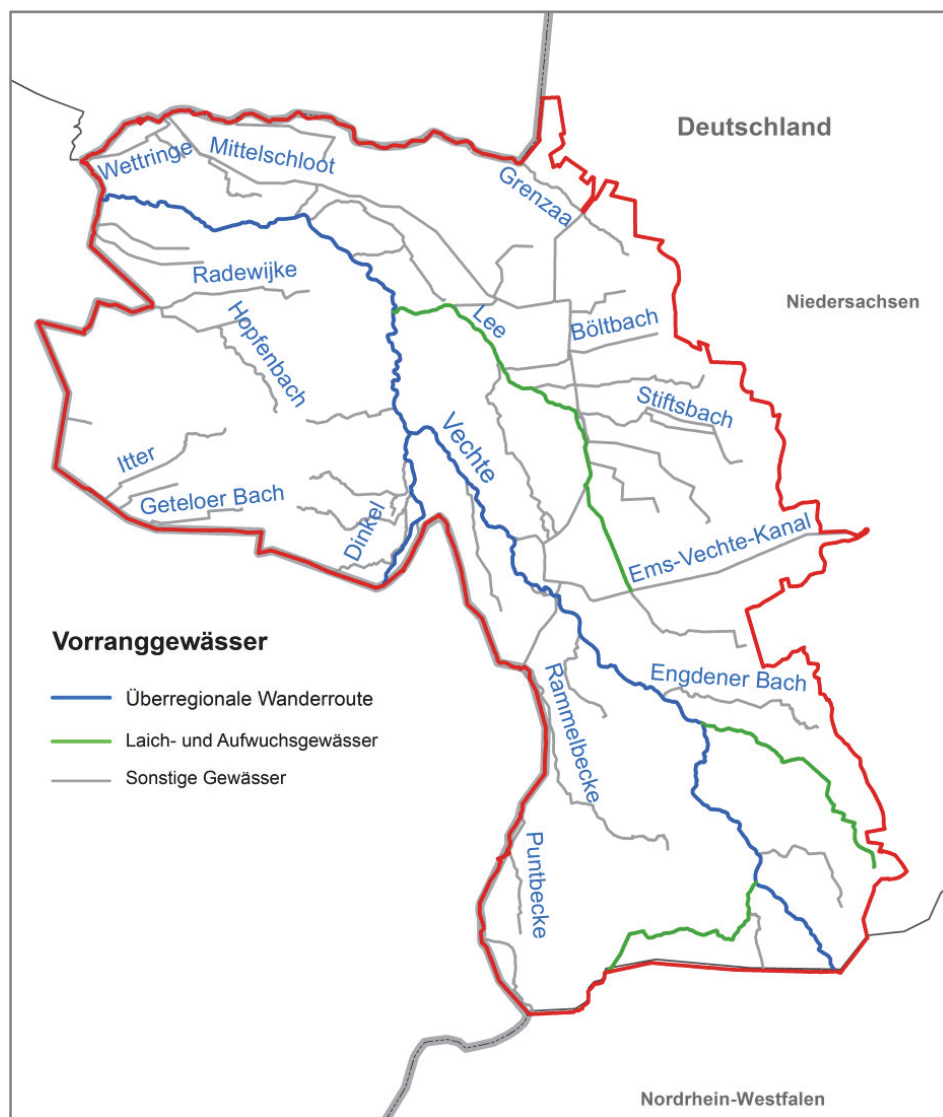 Deutschland
Wettringe
Mittelschloot
Grenzaa
Radewijke
Niedersachsen
Hopfenbach
Lee
Böltbach
Stiftsbach
Vechte
Itter
Geteloer Bach
Dinkel
Ems-Vechte-Kanal
Vorranggewässer
Engdener Bach
Überregionale Wanderroute
Laich- und Aufwuchsgewässer
Sonstige Gewässer
Rammelbecke
Puntbecke
Nordrhein-Westfalen